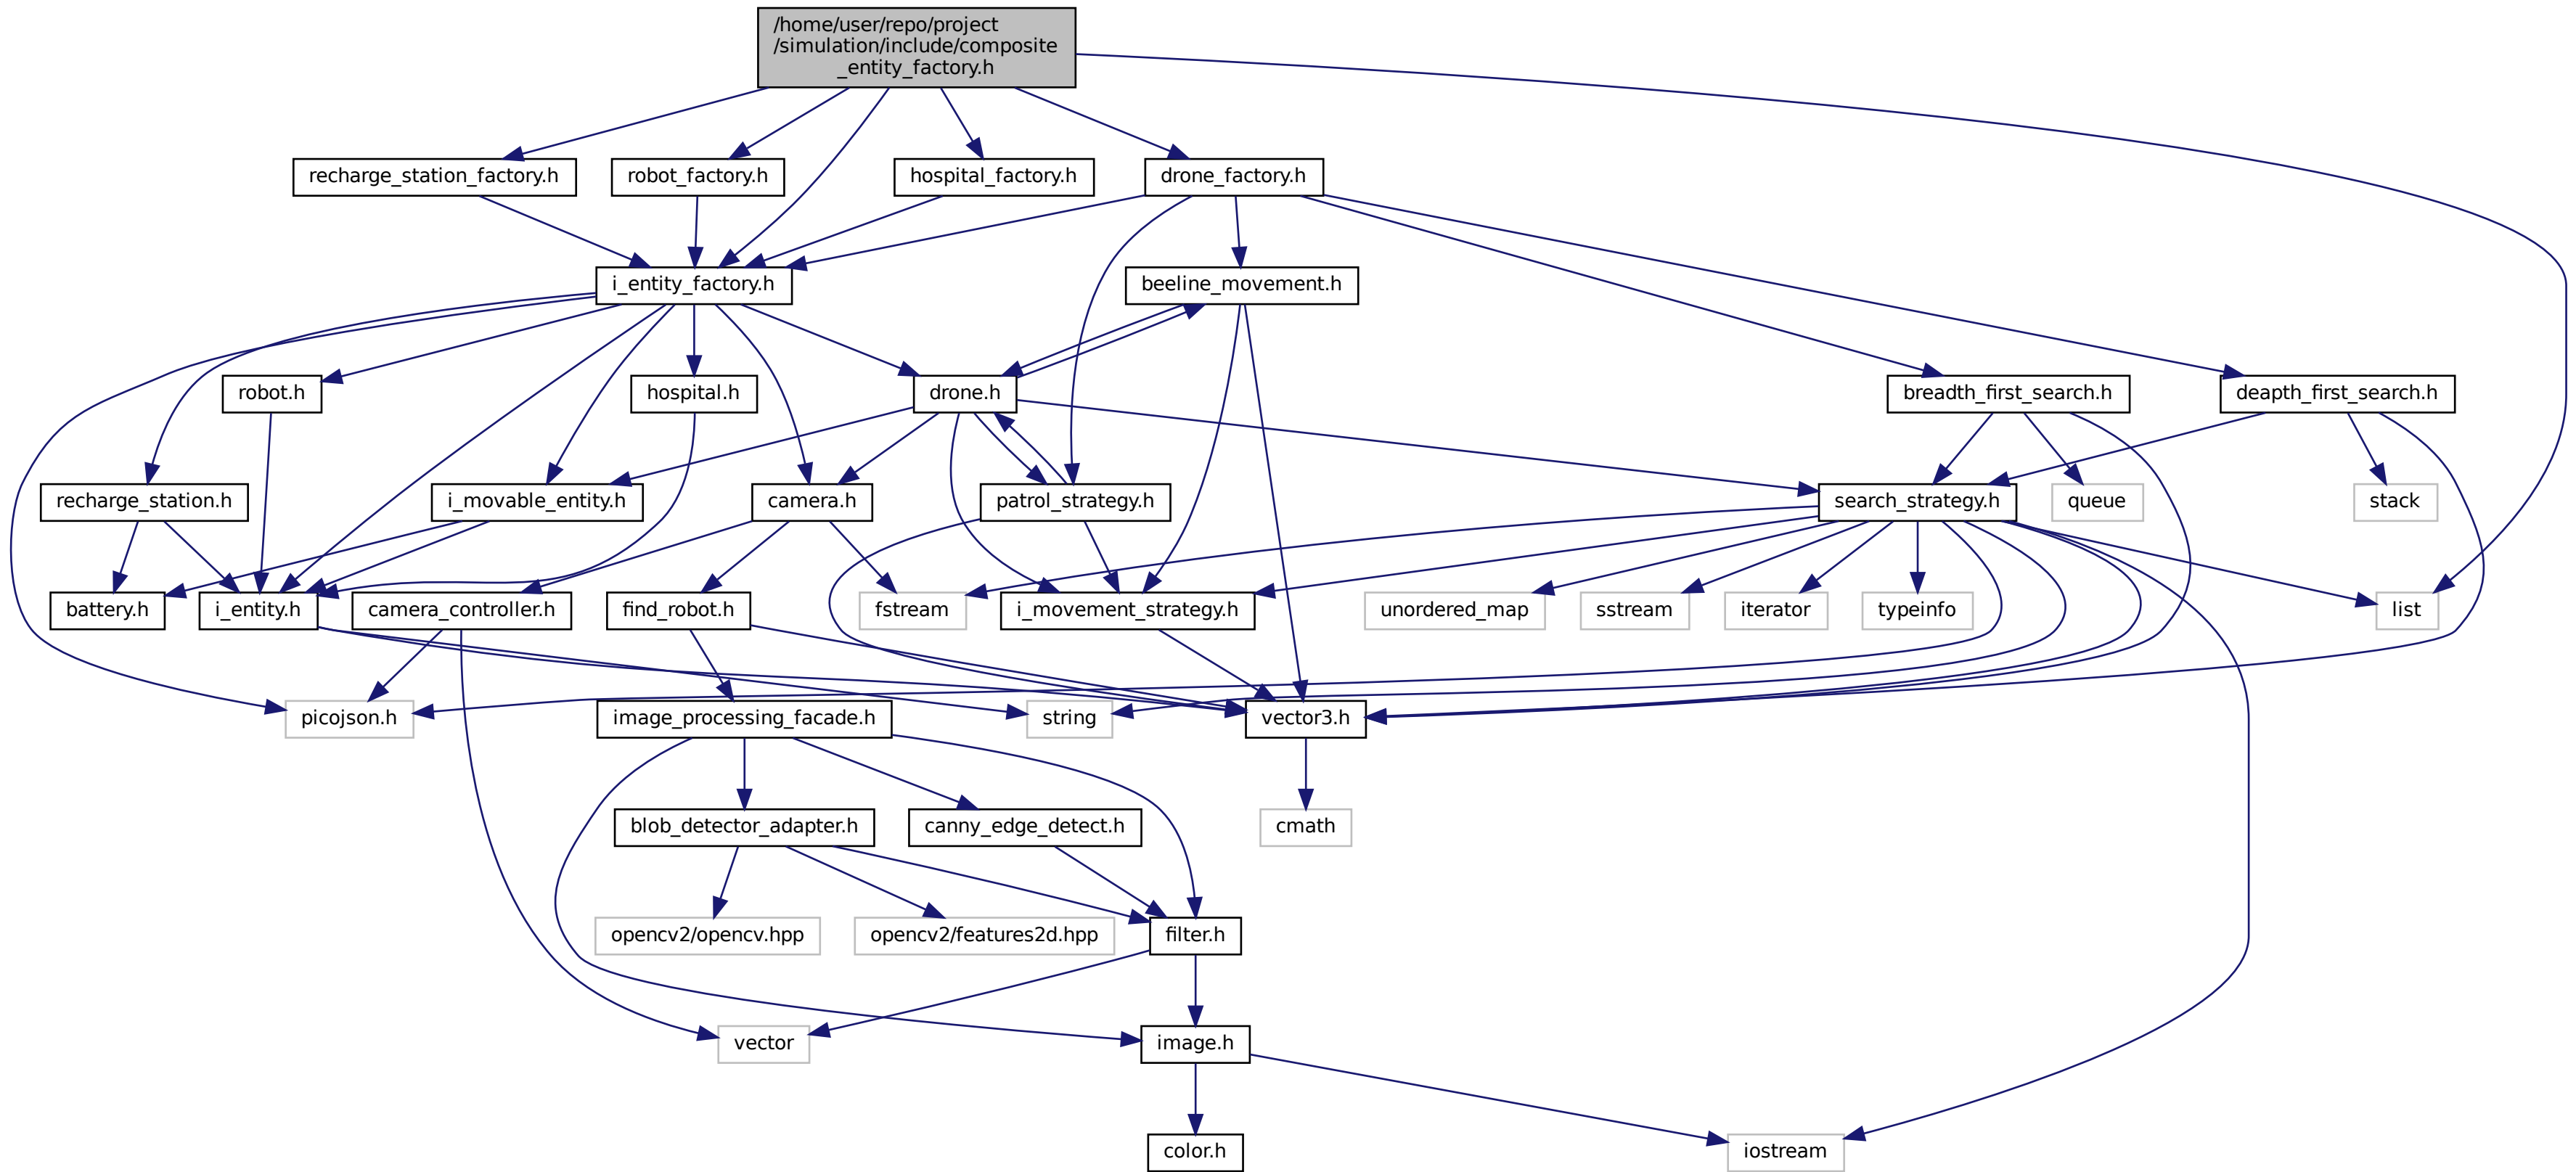 /home/user/repo/project
/simulation/include/composite
_entity_factory.h
recharge_station_factory.h
robot_factory.h
hospital_factory.h
drone_factory.h
i_entity_factory.h
beeline_movement.h
robot.h
hospital.h
drone.h
breadth_first_search.h
deapth_first_search.h
recharge_station.h
i_movable_entity.h
camera.h
patrol_strategy.h
search_strategy.h
queue
stack
battery.h
i_entity.h
camera_controller.h
find_robot.h
fstream
i_movement_strategy.h
unordered_map
sstream
iterator
typeinfo
list
picojson.h
image_processing_facade.h
string
vector3.h
blob_detector_adapter.h
canny_edge_detect.h
cmath
opencv2/opencv.hpp
opencv2/features2d.hpp
filter.h
vector
image.h
color.h
iostream